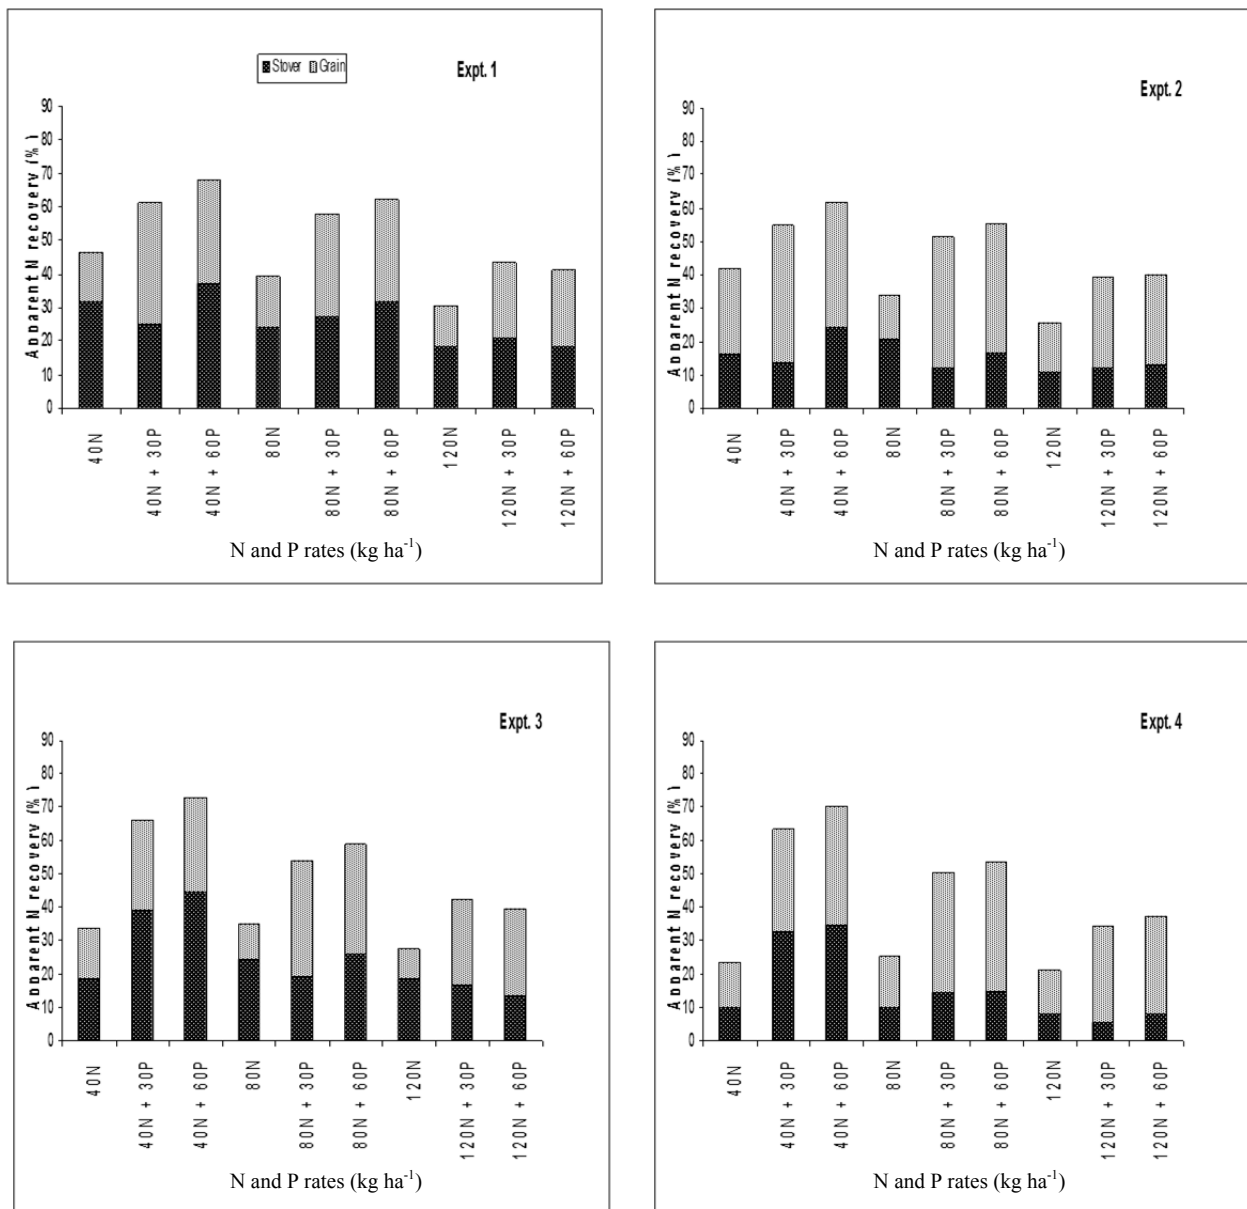 Stover Grain
Expt. 1
Apparent N recovery (%)
90
80
70
60
50
40
30
20
10
0
40N
40N + 30P
40N + 60P
80N
80N + 30P
80N + 60P
120N
120N + 30P
120N + 60P
N and P rates (kg ha-1)
Expt. 2
Apparent N recovery (%)
90
80
70
60
50
40
30
20
10
0
40N
40N + 30P
40N + 60P
80N
80N + 30P
80N + 60P
120N
120N + 30P
120N + 60P
N and P rates (kg ha-1)
Expt. 3
Apparent N recovery (%)
90
80
70
60
50
40
30
20
10
0
40N
40N + 30P
40N + 60P
80N
80N + 30P
80N + 60P
120N
120N + 30P
120N + 60P
N and P rates (kg ha-1)
Expt. 4
Apparent N recovery (%)
90
80
70
60
50
40
30
20
10
0
40N
40N + 30P
40N + 60P
80N
80N + 30P
80N + 60P
120N
120N + 30P
120N + 60P
N and P rates (kg ha-1)